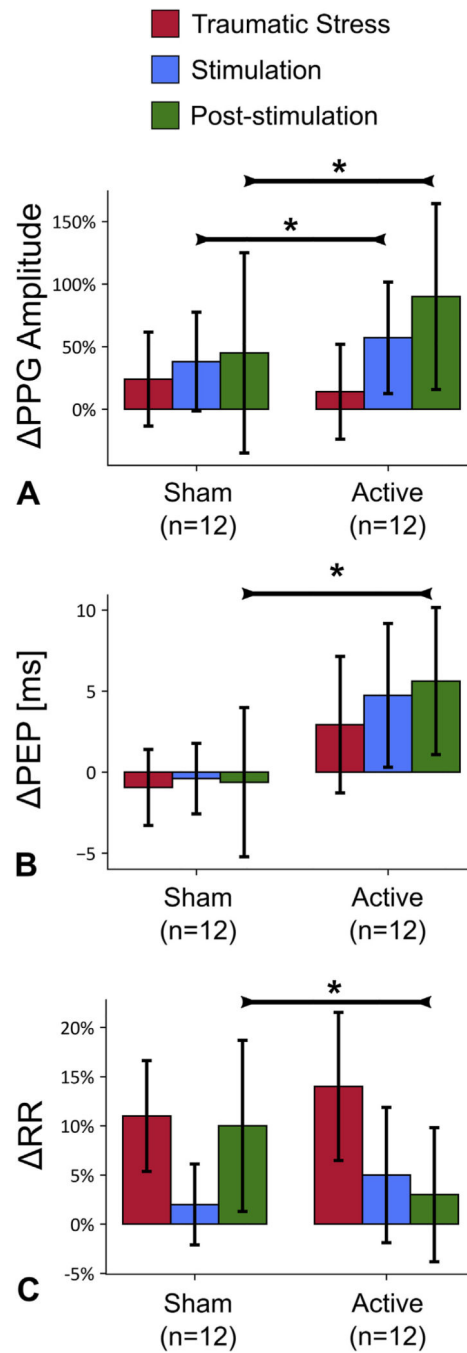 Traumatic Stress
Stimulation
Post-stimulation
*
*
150%
100%
50%
0%
ΔPPG Amplitude
A
Sham
(n=12)
Active
(n=12)
*
10
5
0
−5
ΔPEP [ms]
B
Sham
(n=12)
Active
(n=12)
*
20%
15%
10%
5%
0%
-5%
ΔRR
C
Sham
(n=12)
Active
(n=12)